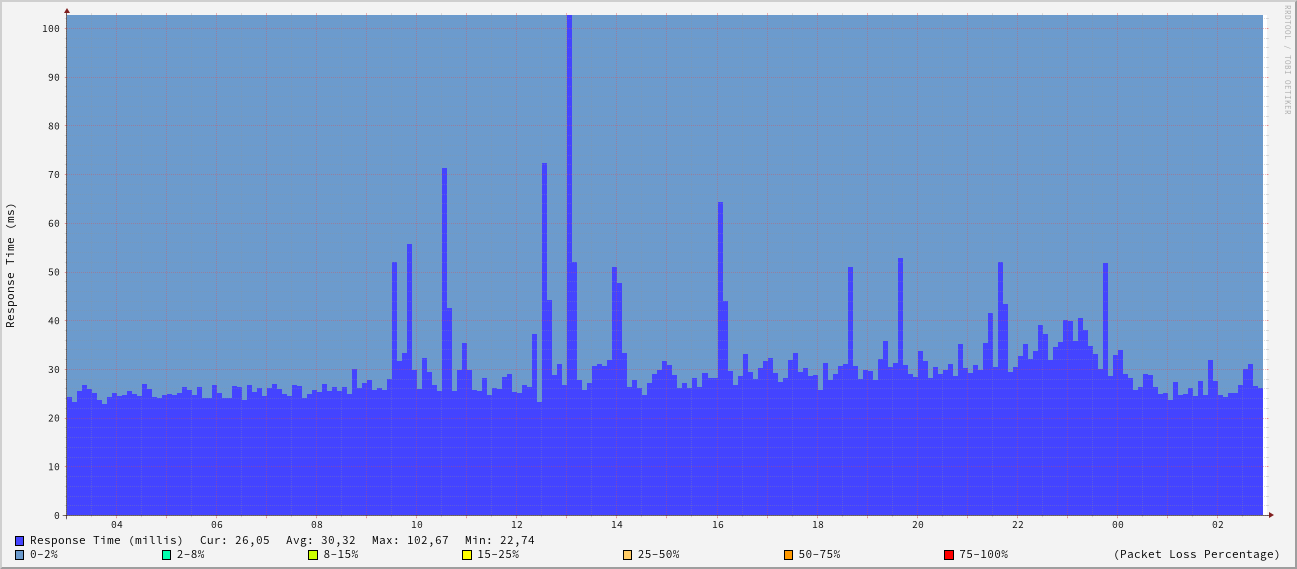 RRDTOOL / TOBI OETIKER
Response Time (ms)
100
90
80
70
60
50
40
30
20
10
0
04 06 08 10 12 14 16 18 20 22 00 02
Response Time (millis) Cur: 26,05 Avg: 30,32 Max: 102,67 Min: 22,74
0-2% 2-8% 8-15% 15-25% 25-50% 50-75% 75-100% (Packet Loss Percentage)